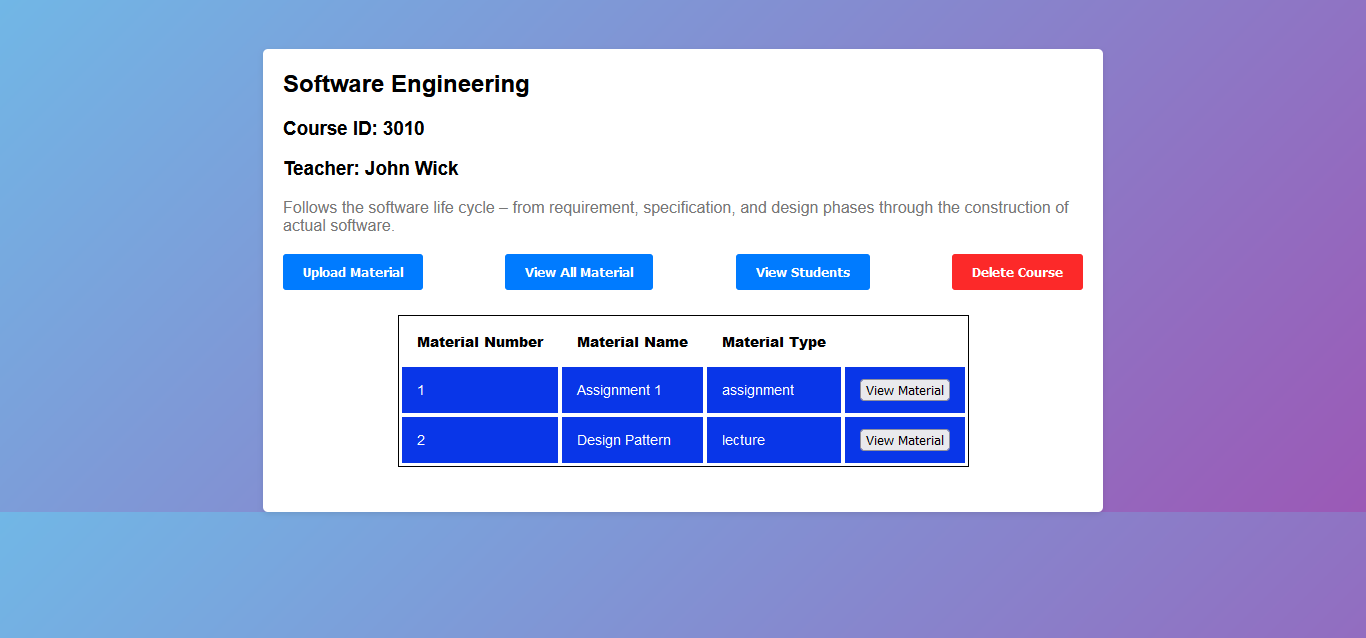 Software Engineering
Course ID: 3010
Teacher: John Wick
Follows the software life cycle – from requirement, specification, and design phases through the construction of
actual software.
Upload Material View All Material View Students Delete Course
Material Number Material Name Material Type
1 Assignment 1 assignment View Material
2 Design Pattern lecture View Material